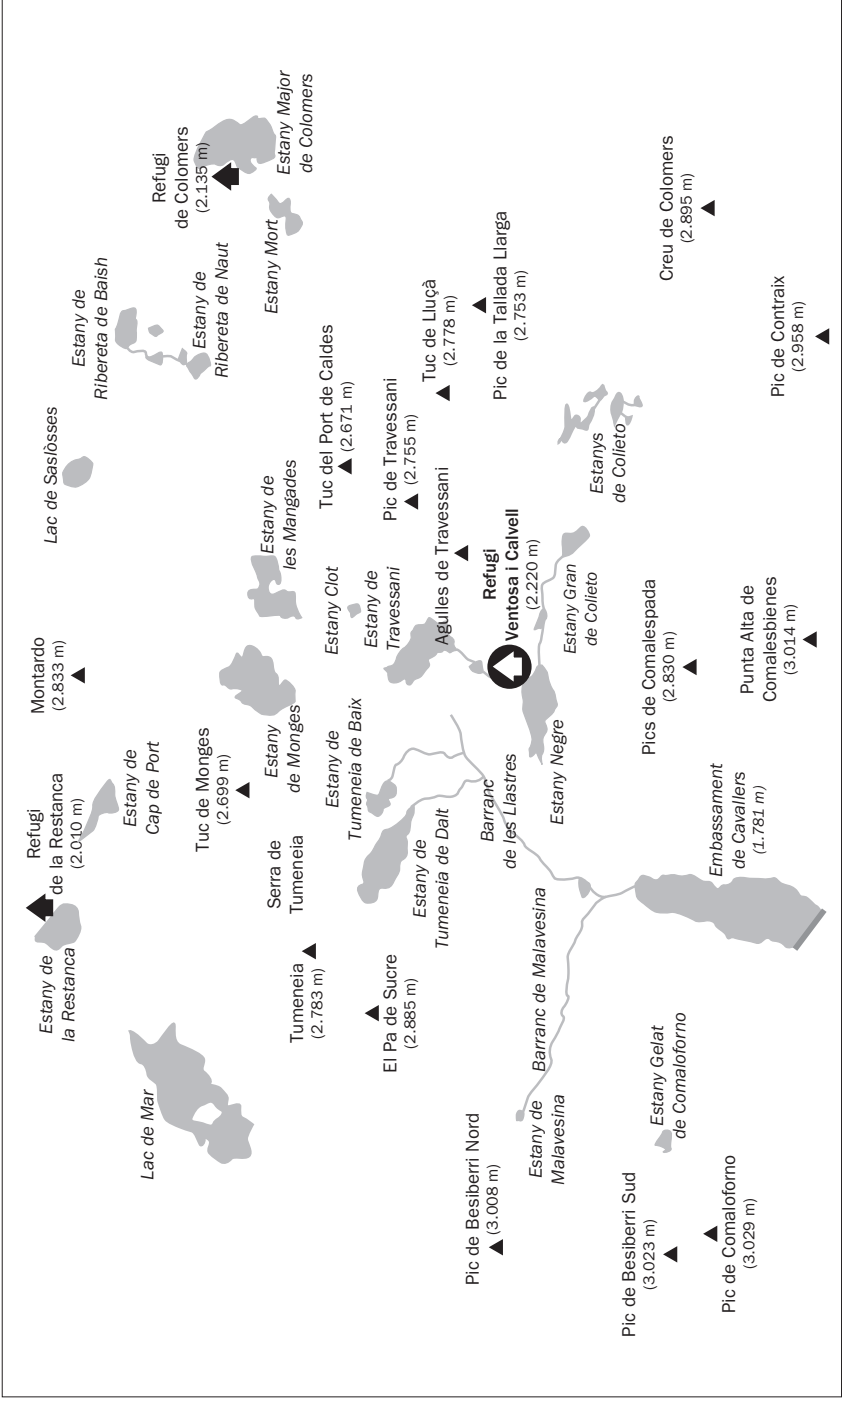 Refugi
de la Restanca
(2.010 m)
Estany de
la Restanca
Lac de Mar
Estany de
Cap de Port
Montardo
(2.833 m)
Lac de Saslòsses
Estany de
Ribereta de Baish
Estany de
Ribereta de Naut
Refugi
de Colomers
(2.135 m)
Estany Major
de Colomers
Estany Mort
Tuc de Monges
(2.699 m)
Estany
de Monges
Estany de
les Mangades
Serra de
Tumeneia
Tumeneia
(2.783 m)
El Pa de Sucre
(2.885 m)
Estany de
Tumeneia de Baix
Estany de
Tumeneia de Dalt
Estany Clot
Estany de
Travessani
Tuc del Port de Caldes
(2.671 m)
Pic de Travessani
(2.755 m)
Agulles de Travessani
Tuc de Lluçà
(2.778 m)
Pic de la Tallada Llarga
(2.753 m)
Refugi
Ventosa i Calvell
(2.220 m)
Barranc
de les Llastres
Estany Negre
Estany Gran
de Colieto
Estanys
de Colieto
Pic de Besiberri Nord
(3.008 m)
Estany de
Malavesina
Barranc de Malavesina
Estany Gelat
de Comaloforno
Pic de Besiberri Sud
(3.023 m)
Pic de Comaloforno
(3.029 m)
Embassament
de Cavallers
(1.781 m)
Pics de Comalespada
(2.830 m)
Punta Alta de
Comalesbienes
(3.014 m)
Creu de Colomers
(2.895 m)
Pic de Contraix
(2.958 m)